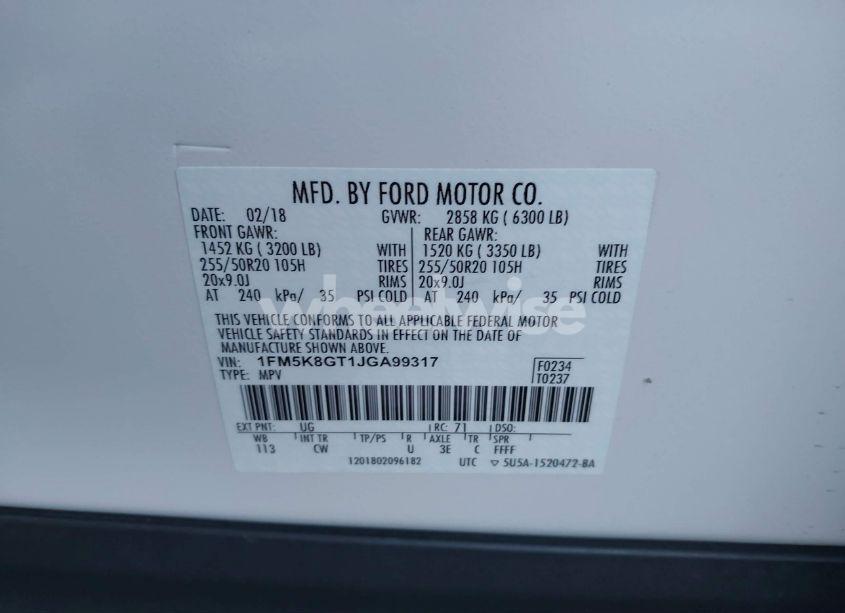 MFD. BY FORD MOTOR CO.
DATE: 02/18 GVWR: 2858 KG ( 6300 LB)
FRONT GAWR: REAR GAWR:
1452 KG ( 3200 LB) WITH 1520 KG ( 3350 LB) WITH
255/50R20 105H TIRES 255/50R20 105H TIRES
20x9.0J RIMS 20x9.0J RIMS
AT 240 kPa/ 35 PSI COLD AT 240 kPa/ 35 PSI COLD
wheelwise
THIS VEHICLE CONFORMS TO ALL APPLICABLE FEDERAL MOTOR
VEHICLE SAFETY STANDARDS IN EFFECT ON THE DATE OF
MANUFACTURE SHOWN ABOVE.
VIN: 1FM5K8GT1JGA99317 F0234
TYPE: MPV T0237
EXT PNT: UG RC: 71 DSO:
WB INT TR TP/PS R AXLE TR SPR
113 CW U 3E C FFFF
1201802096182 UTC ▽ 5U5A-1520472-BA